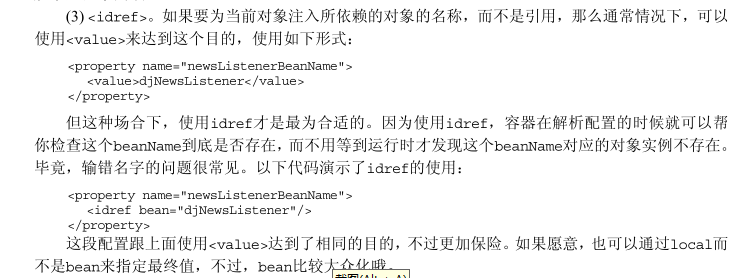 (3) <idref>。如果要为当前对象注入所依赖的对象的名称，而不是引用，那么通常情况下，可以
使用<value>来达到这个目的，使用如下形式：
<property name="newsListenerBeanName">
<value>djNewsListener</value>
</property>
但这种场合下，使用idref才是最为合适的。因为使用idref，容器在解析配置的时候就可以帮
你检查这个beanName到底是否存在，而不用等到运行时才发现这个beanName对应的对象实例不存在。
毕竟，输错名字的问题很常见。以下代码演示了idref的使用：
<property name="newsListenerBeanName">
<idref bean="djNewsListener"/>
</property>
这段配置跟上面使用<value>达到了相同的目的，不过更加保险。如果愿意，也可以通过local而
不是bean来指定最终值，不过，bean比较大众化哦。